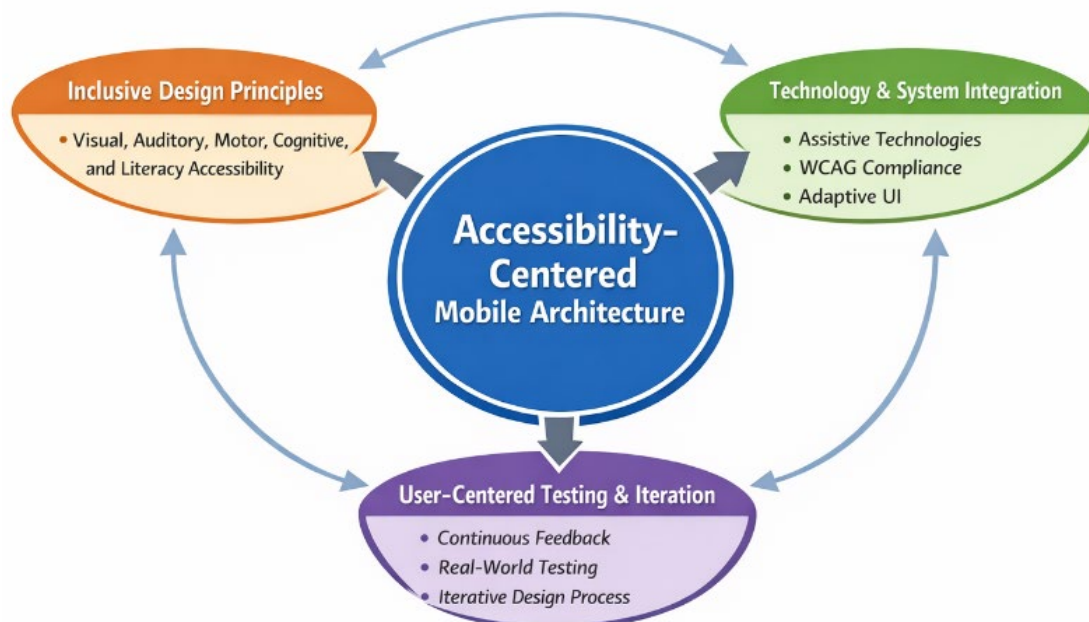 Inclusive Design Principles
• Visual, Auditory, Motor, Cognitive,
and Literacy Accessibility
Technology & System Integration
• Assistive Technologies
• WCAG Compliance
• Adaptive UI
Accessibility-
Centered
Mobile Architecture
User-Centered Testing & Iteration
• Continuous Feedback
• Real-World Testing
• Iterative Design Process